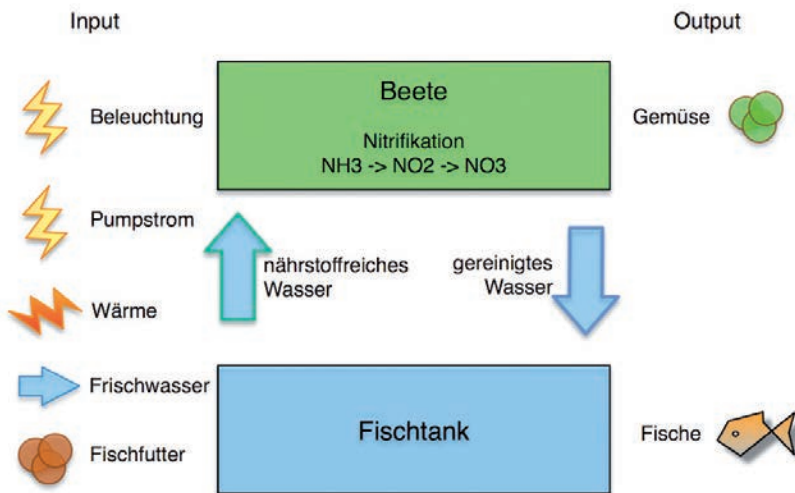 Input
Output
Beleuchtung
Beete
Nitrifikation
NH3 -> NO2 -> NO3
Gemüse
Pumpstrom
nährstoffreiches
Wasser
gereinigtes
Wasser
Wärme
Frischwasser
Fischtank
Fische
Fischfutter